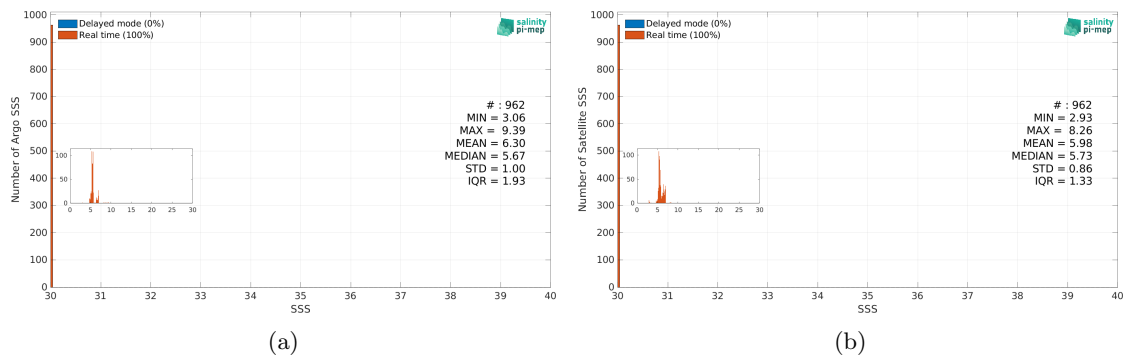 Delayed mode (0%)
Real time (100%)
salinity
pi-mep
Number of Argo SSS
1000
900
800
700
600
500
400
300
200
100
0
# : 962
MIN = 3.06
MAX = 9.39
MEAN = 6.30
MEDIAN = 5.67
STD = 1.00
IQR = 1.93
100
50
0
0 5 10 15 20 25 30
30 31 32 33 34 35 36 37 38 39 40
SSS
(a)
Delayed mode (0%)
Real time (100%)
salinity
pi-mep
Number of Satellite SSS
1000
900
800
700
600
500
400
300
200
100
0
# : 962
MIN = 2.93
MAX = 8.26
MEAN = 5.98
MEDIAN = 5.73
STD = 0.86
IQR = 1.33
100
50
0
0 5 10 15 20 25 30
30 31 32 33 34 35 36 37 38 39 40
SSS
(b)